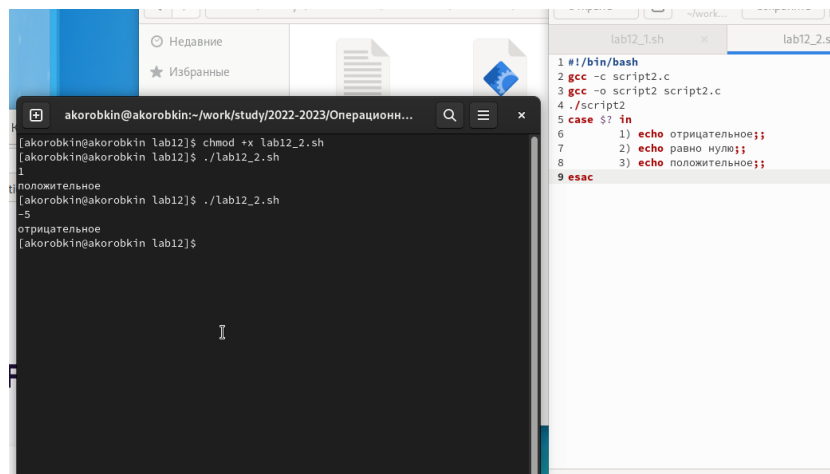 ~/work...
Недавние
Избранные
lab12_1.sh
lab12_2.s
akorobkin@akorobkin:~/work/study/2022-2023/Операционн...
[akorobkin@akorobkin lab12]$ chmod +x lab12_2.sh
[akorobkin@akorobkin lab12]$ ./lab12_2.sh
1
положительное
[akorobkin@akorobkin lab12]$ ./lab12_2.sh
-5
отрицательное
[akorobkin@akorobkin lab12]$
1 #!/bin/bash
2 gcc -c script2.c
3 gcc -o script2 script2.c
4 ./script2
5 case $? in
6 1) echo отрицательное;;
7 2) echo равно нулю;;
8 3) echo положительное;;
9 esac